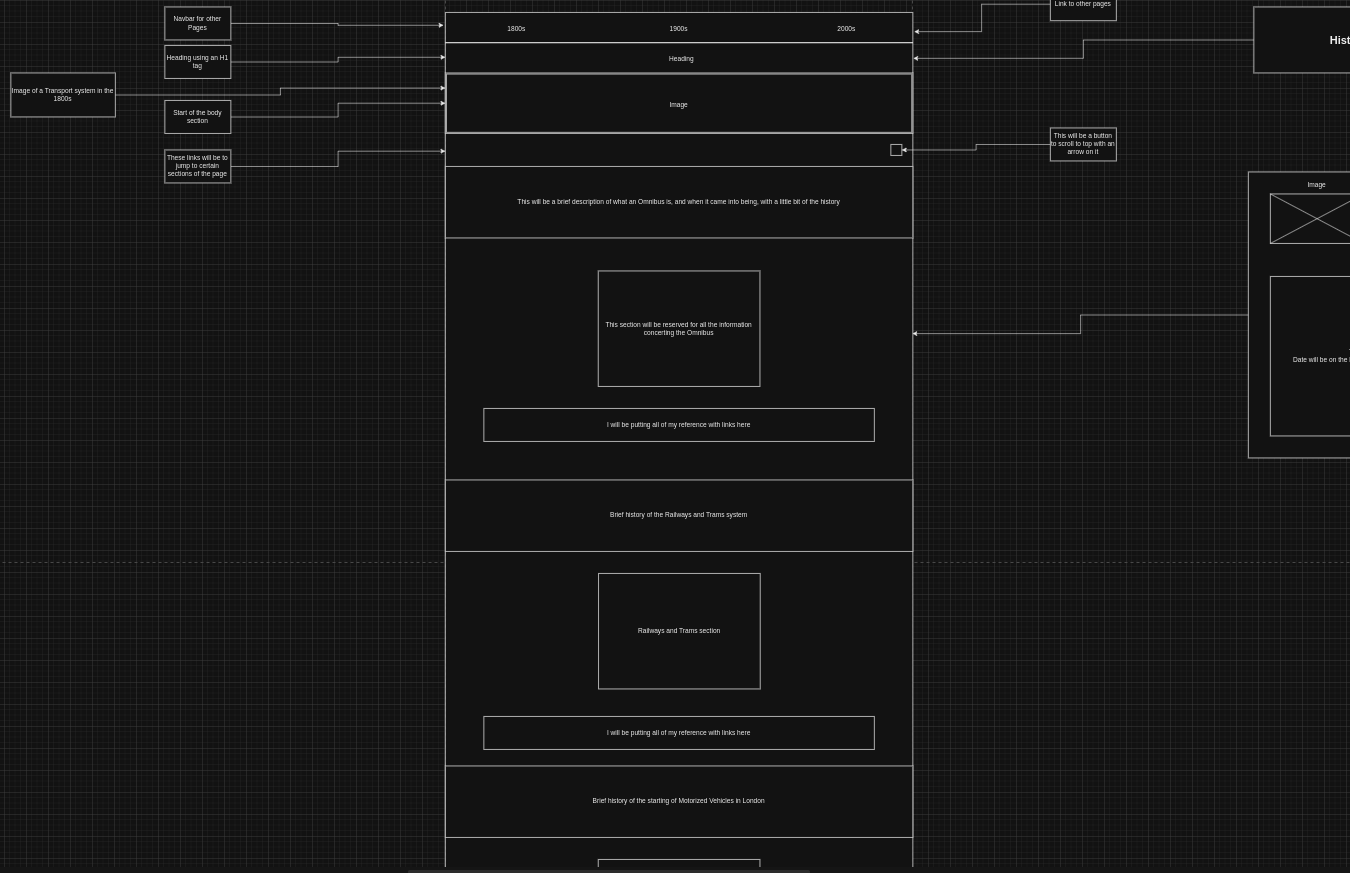 Navbar for other
Pages
Link to other pages
1800s
1900s
2000s
Hist
Heading using an H1
tag
Heading
Image of a Transport system in the
1800s
Image
Start of the body
section
These links will be to
jump to certain
sections of the page
This will be a button
to scroll to top with an
arrow on it
Image
This will be a brief description of what an Omnibus is, and when it came into being, with a little bit of the history
This section will be reserved for all the information
concerting the Omnibus
Date will be on the
I will be putting all of my reference with links here
Brief history of the Railways and Trams system
Railways and Trams section
I will be putting all of my reference with links here
Brief history of the starting of Motorized Vehicles in London